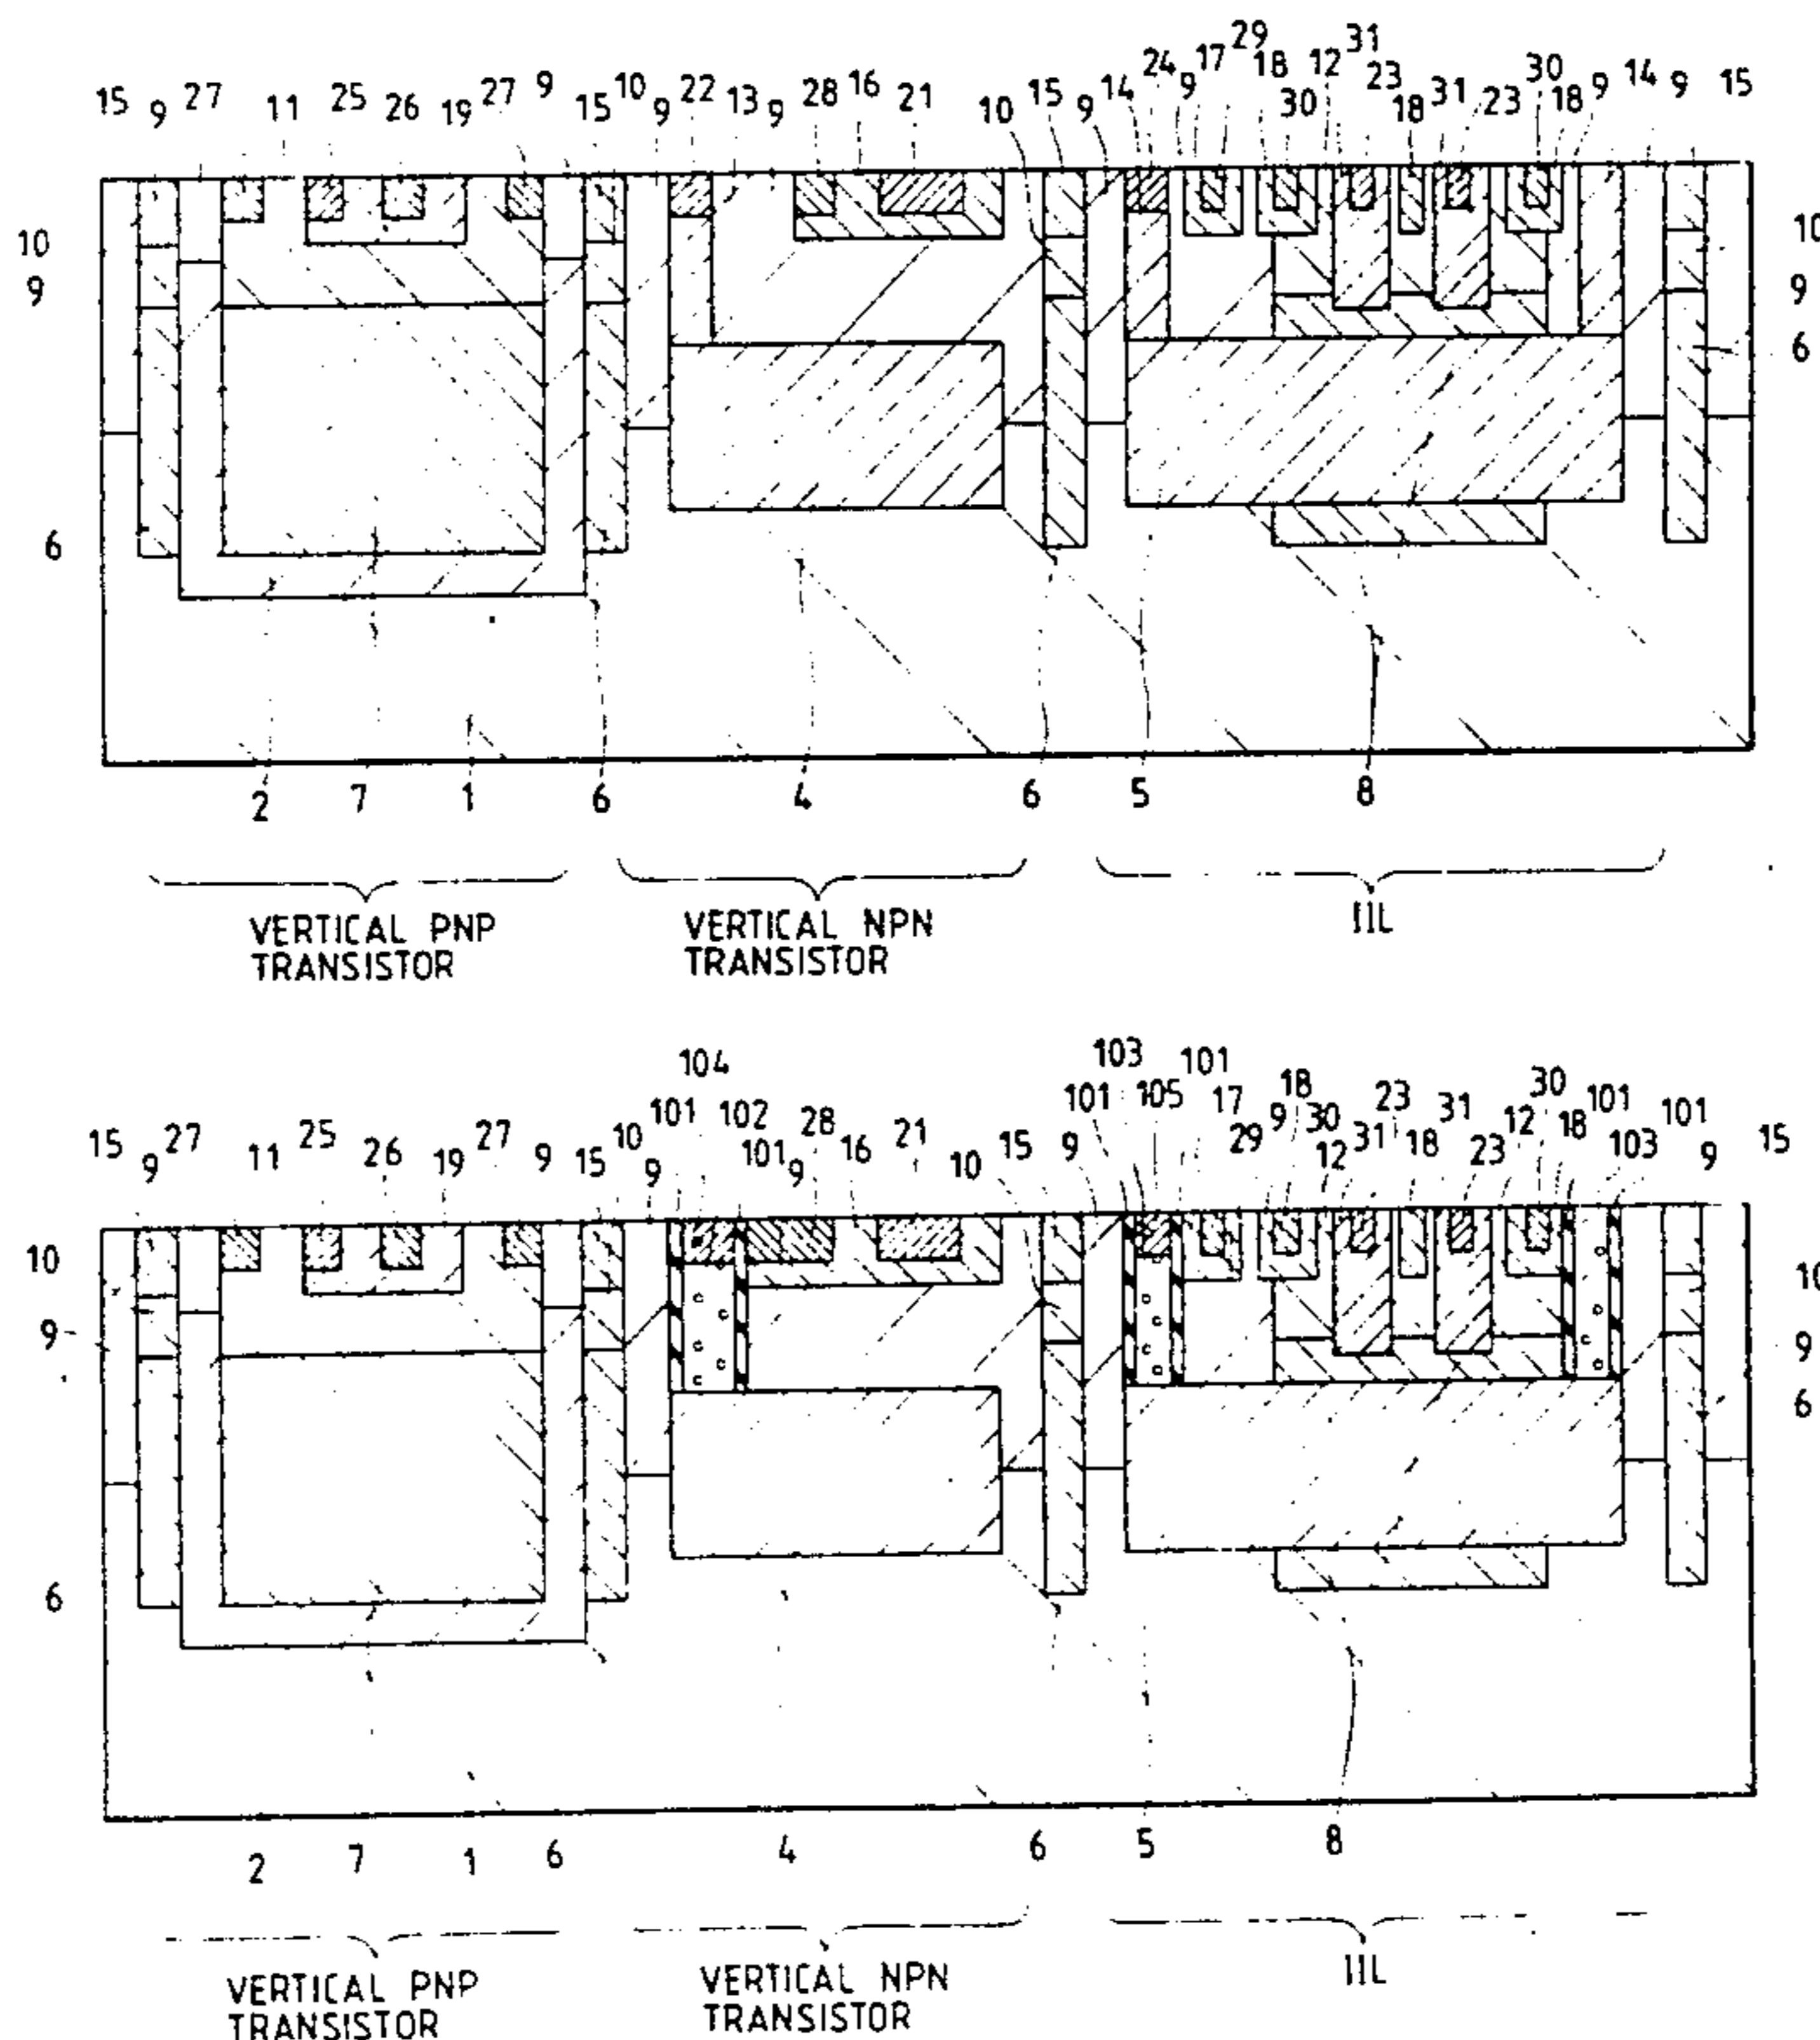 29 31
24 17 18 12 30
15 9 27 11 25 26 19 27 9 15 10 9 22 13 9 28 16 21 10 15 9 14 9 30 23 18 31 23 18 9 14 9 15
10 10
9 9
6
6
2 7 1 6 4 6 5 8
VERTICAL PNP
TRANSISTOR
VERTICAL NPN
TRANSISTOR
IIL
103 101
104 18 30
101 102 28 101 105 17 9 30 23 31 12 18 101 101
15 9 27 11 25 26 19 27 9 15 10 9 101 9 16 21 10 15 9 29 12 31 18 23 103 9 15
10 10
9 9
6
6
2 7 1 6 4 6 5 8
VERTICAL PNP
TRANSISTOR
VERTICAL NPN
TRANSISTOR
IIL